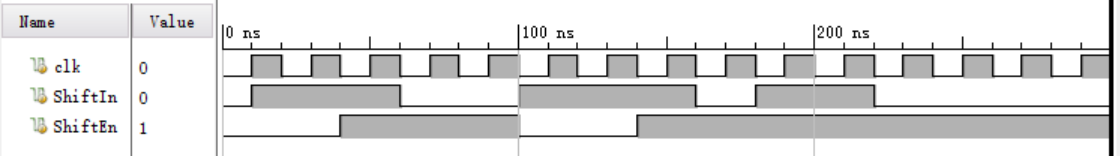 Name Value
0 ns 100 ns 200 ns
clk 0
ShiftIn 0
ShiftEn 1